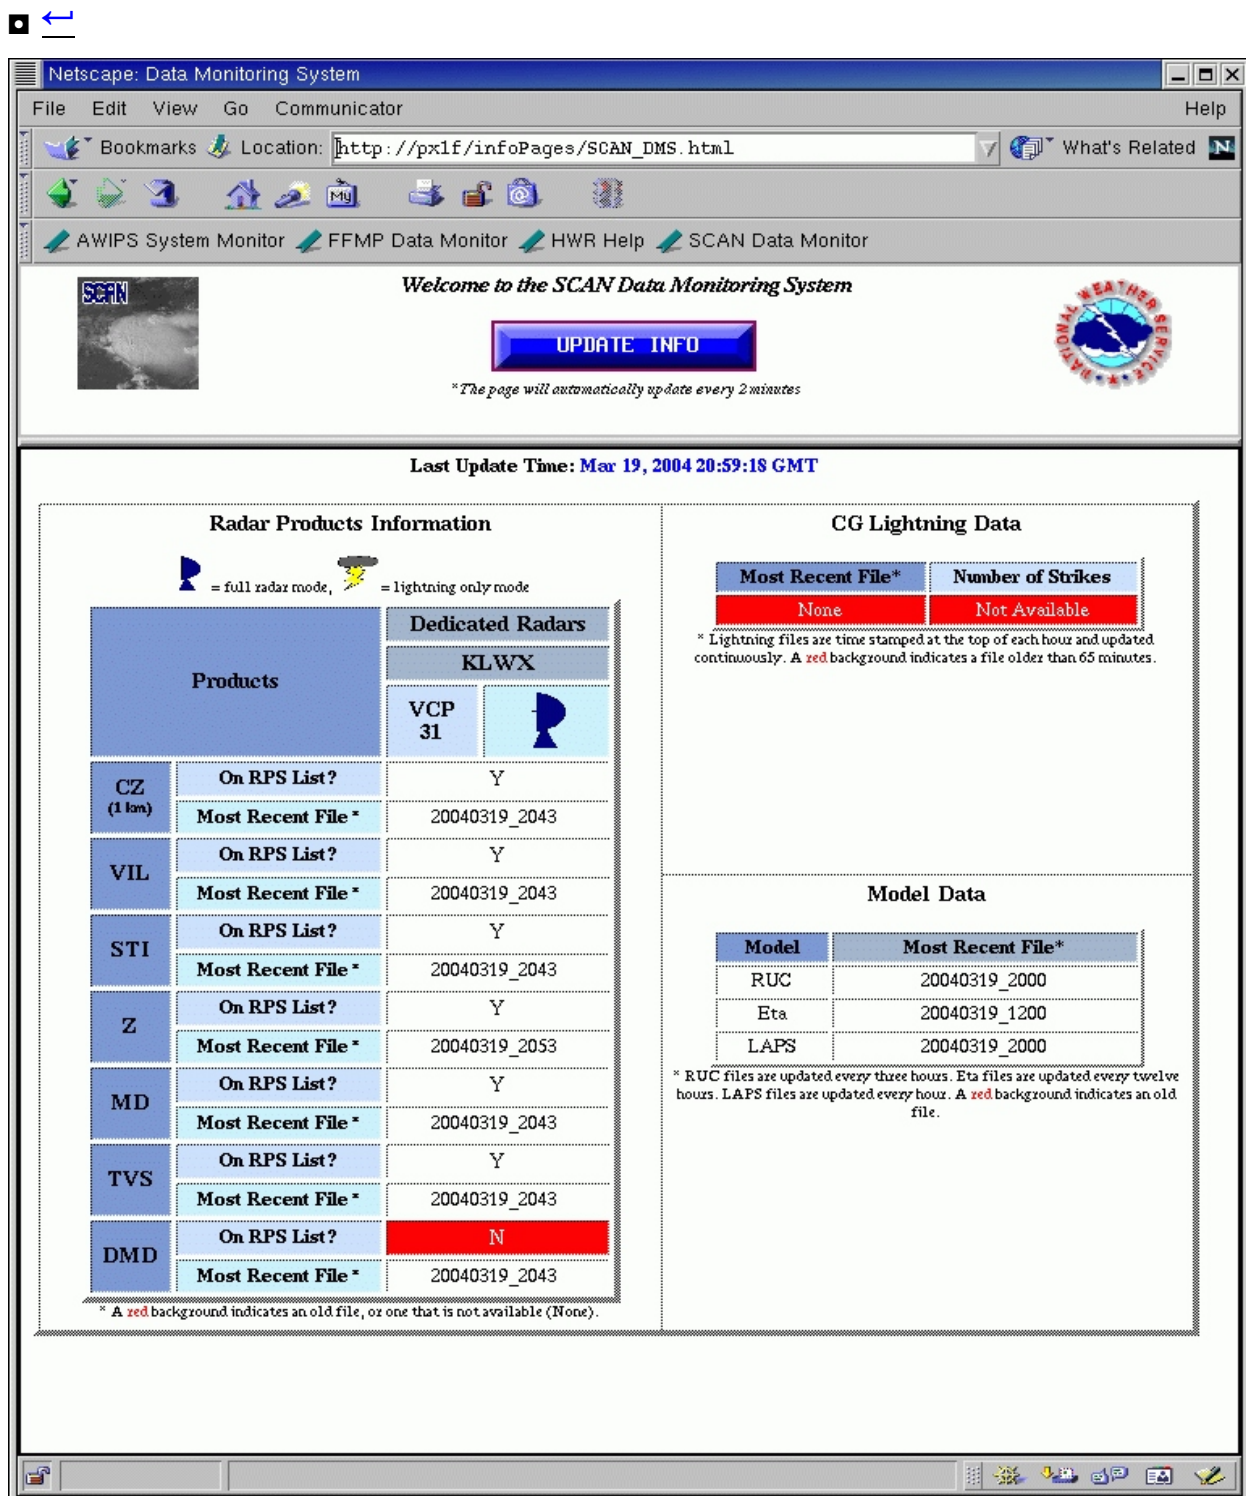 Netscape: Data Monitoring System
File Edit View Go Communicator Help
Bookmarks Location: http://px1f/infoPages/SCAN_DMS.html What's Related N
My
AWIPS System Monitor FFMP Data Monitor HWR Help SCAN Data Monitor
SCAN
Welcome to the SCAN Data Monitoring System
NATIONAL WEATHER SERVICE
UPDATE INFO
*The page will automatically update every 2 minutes
Last Update Time: Mar 19, 2004 20:59:18 GMT
Radar Products Information
= full radar mode, = lightning only mode
Products
Dedicated Radars
KLWX
VCP
31
CZ
(1 km)
On RPS List? Y
Most Recent File * 20040319_2043
VIL
On RPS List? Y
Most Recent File * 20040319_2043
STI
On RPS List? Y
Most Recent File * 20040319_2043
Z
On RPS List? Y
Most Recent File * 20040319_2053
MD
On RPS List? Y
Most Recent File * 20040319_2043
TVS
On RPS List? Y
Most Recent File * 20040319_2043
DMD
On RPS List? N
Most Recent File * 20040319_2043
* A red background indicates an old file, or one that is not available (None).
CG Lightning Data
Most Recent File* Number of Strikes
None Not Available
* Lightning files are time stamped at the top of each hour and updated
continuously. A red background indicates a file older than 65 minutes.
Model Data
Model Most Recent File*
RUC 20040319_2000
Eta 20040319_1200
LAPS 20040319_2000
* RUC files are updated every three hours. Eta files are updated every twelve
hours. LAPS files are updated every hour. A red background indicates an old
file.